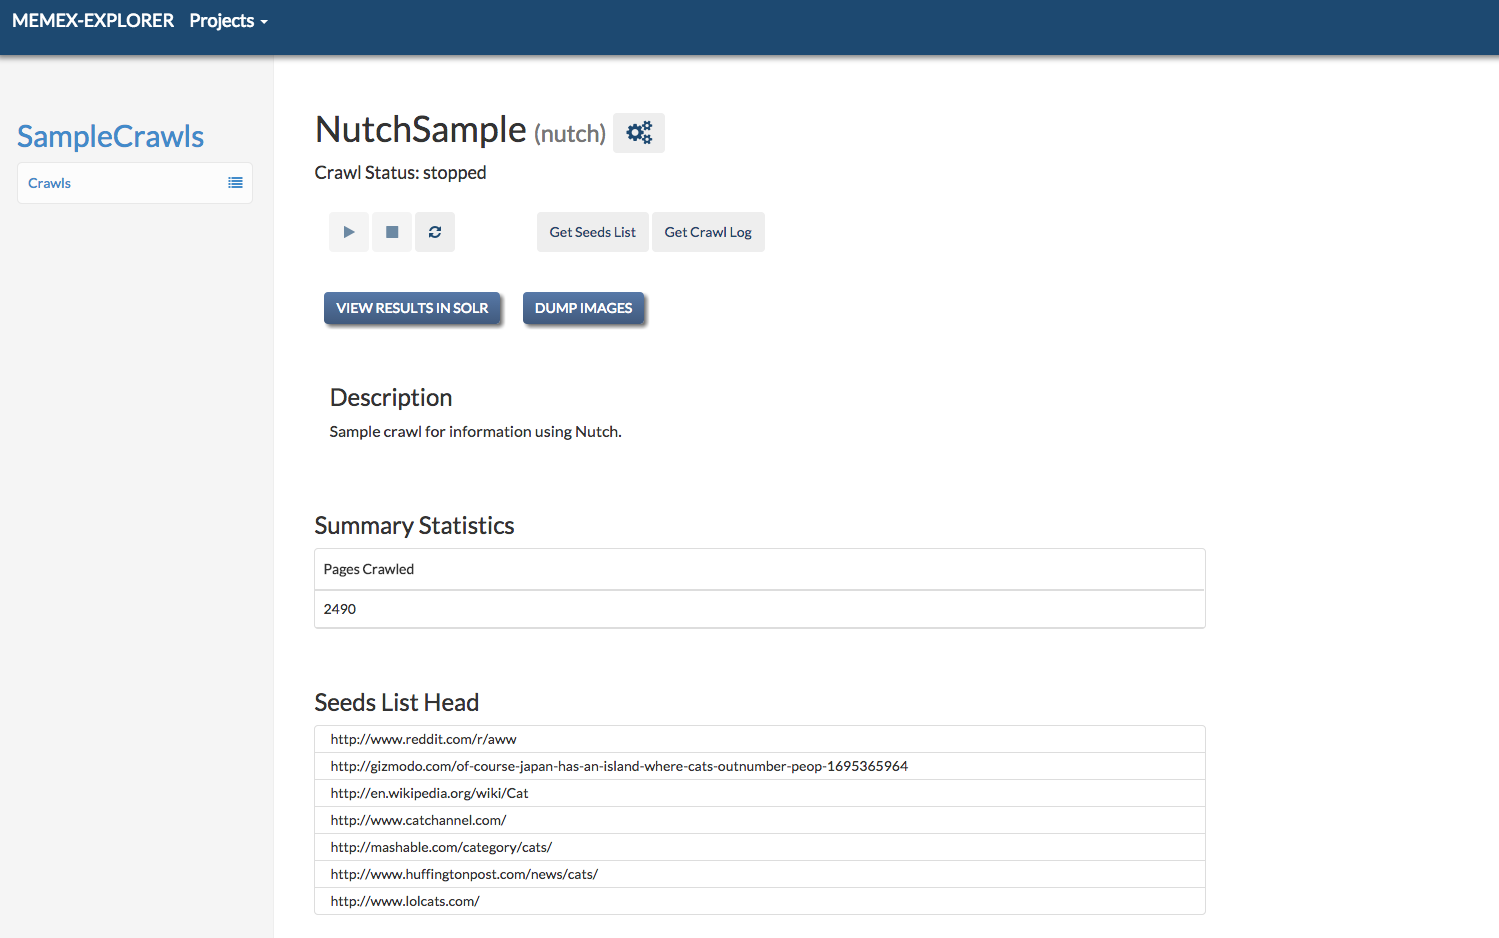 MEMEX-EXPLORER Projects
SampleCrawls
Crawls
NutchSample (nutch)
Crawl Status: stopped
Get Seeds List Get Crawl Log
VIEW RESULTS IN SOLR DUMP IMAGES
Description
Sample crawl for information using Nutch.
Summary Statistics
Pages Crawled
2490
Seeds List Head
http://www.reddit.com/r/aww
http://gizmodo.com/of-course-japan-has-an-island-where-cats-outnumber-peop-1695365964
http://en.wikipedia.org/wiki/Cat
http://www.catchannel.com/
http://mashable.com/category/cats/
http://www.huffingtonpost.com/news/cats/
http://www.lolcats.com/